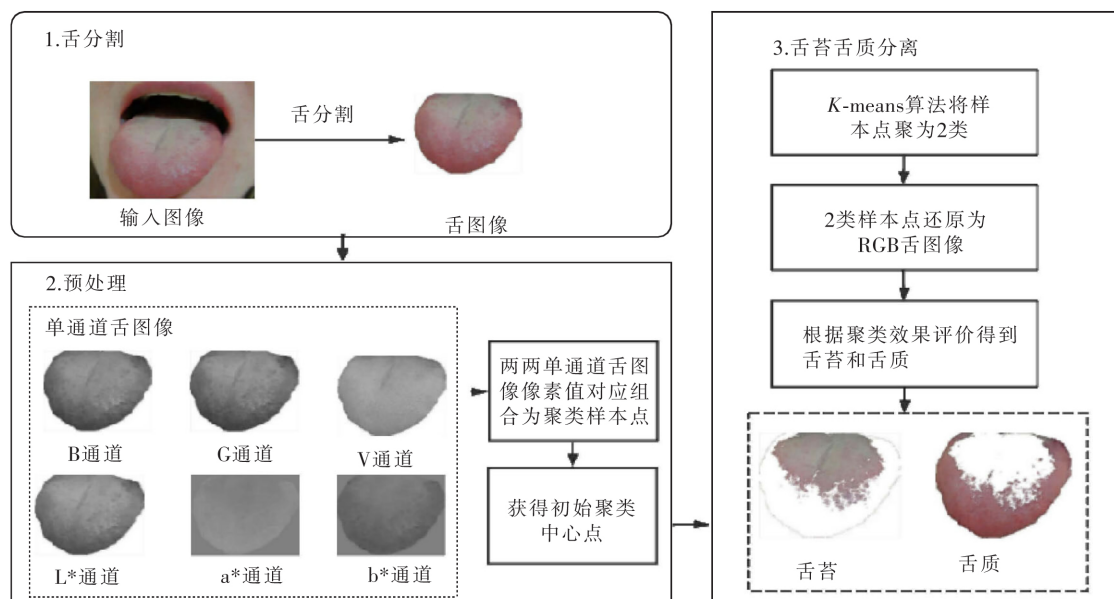 1.舌分割
舌分割
输入图像
舌图像
2.预处理
单通道舌图像
B通道
G通道
V通道
L*通道
a*通道
b*通道
两两单通道舌图
像像素值对应组
合为聚类样本点
获得初始聚类
中心点
3.舌苔舌质分离
K-means算法将样
本点聚为2类
2类样本点还原为
RGB舌图像
根据聚类效果评价得到
舌苔和舌质
舌苔
舌质